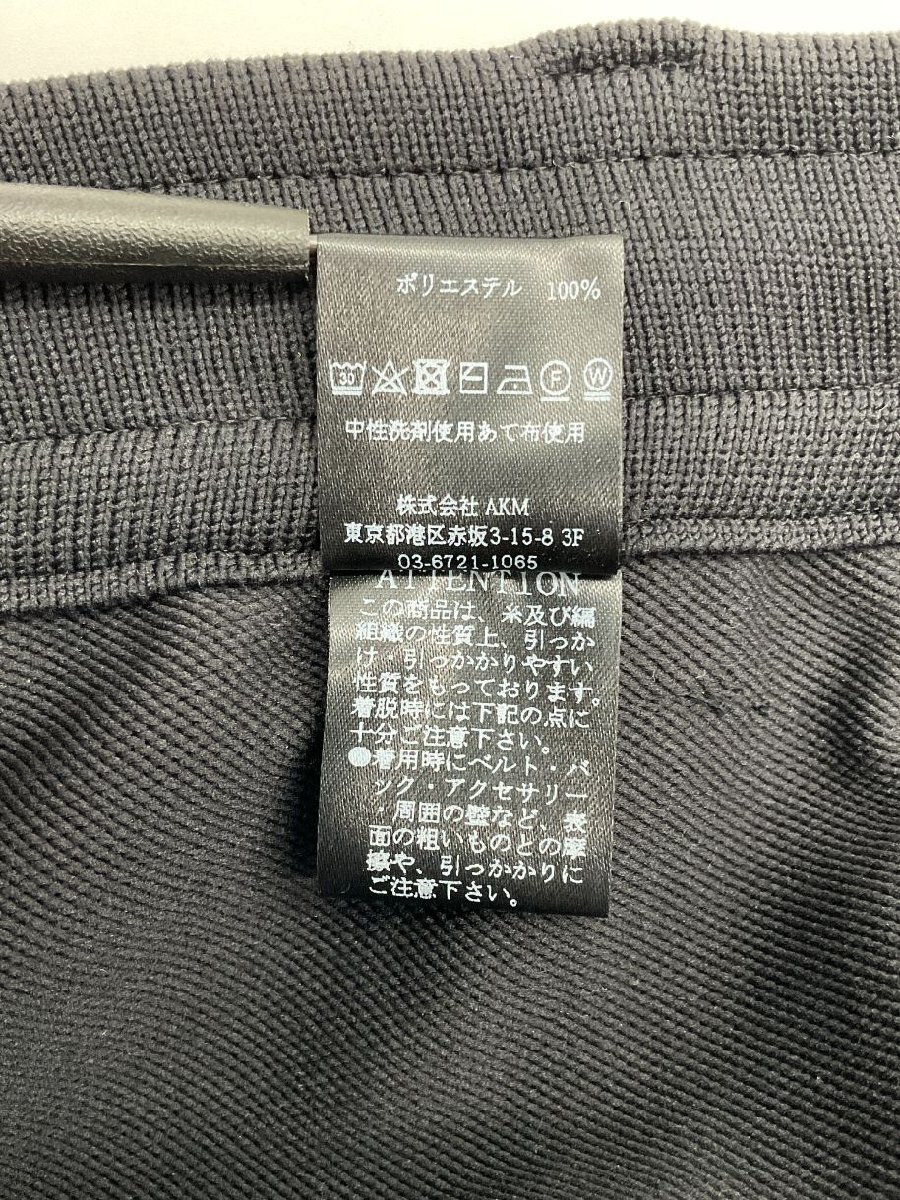 ポリエステル 100%
30 F W
中性洗剤使用あて布使用
株式会社 AKM
東京都港区赤坂3-15-8 3F
03-6721-1065
ATTENTION
この商品は、糸及び編
組織の性質上、引っか
け、引っかかりやすい
性質をもっております。
着脱時には下記の点に
十分ご注意下さい。
●着用時にベルト・バ
ック・アクセサリー
・周囲の壁など、表
面の粗いものとの摩
擦や、引っかかりに
ご注意下さい。